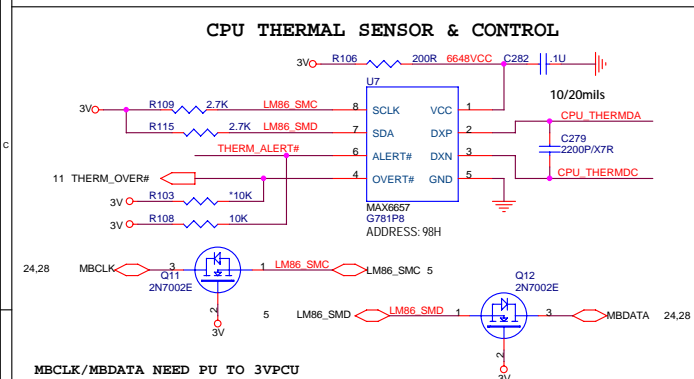 CPU THERMAL SENSOR & CONTROL
3V R106 200R 6648VCC C282 .1U
U7
10/20mils
3V R109 2.7K LM86_SMC 8 SCLK VCC 1
CPU_THERMDA
R115 2.7K LM86_SMD 7 SDA DXP 2
C279
2200P/X7R
THERM_ALERT# 6 ALERT# DXN 3
CPU_THERMDC
11 THERM_OVER# 4 OVERT# GND 5
3V R103 *10K
MAX6657
G781P8
ADDRESS: 98H
3V R108 10K
C
24,28 MBCLK 3 1 LM86_SMC LM86_SMC 5
Q11
2N7002E
2
3V
Q12
2N7002E
5 LM86_SMD LM86_SMD 1 3 MBDATA 24,28
2
3V
MBCLK/MBDATA NEED PU TO 3VPCU